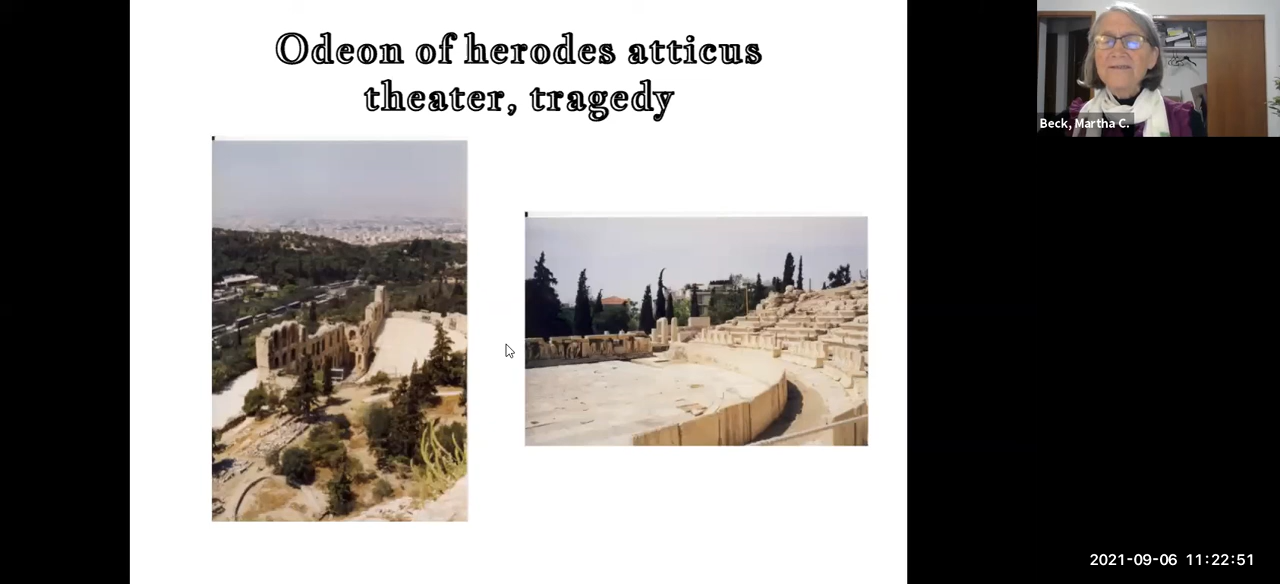 Odeon of herodes atticus
theater, tragedy
Beck, Martha C.
2021-09-06 11:22:51